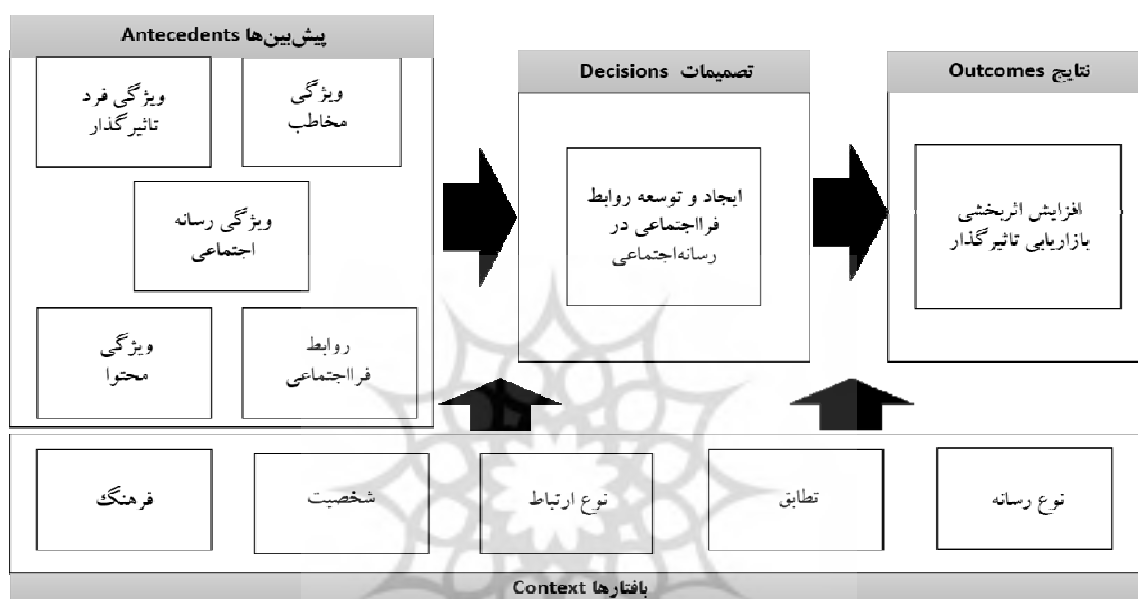 پیش‌بین‌ها Antecedents
ویژگی فرد
تاثیرگذار
ویژگی
مخاطب
ویژگی رسانه
اجتماعی
ویژگی
محتوا
روابط
فرااجتماعی
تصمیمات Decisions
ایجاد و توسعه روابط
فرااجتماعی در
رسانه‌اجتماعی
نتایج Outcomes
افزایش اثربخشی
بازاریابی تاثیرگذار
فرهنگ
شخصیت
نوع ارتباط
تطابق
نوع رسانه
بافتارها Context